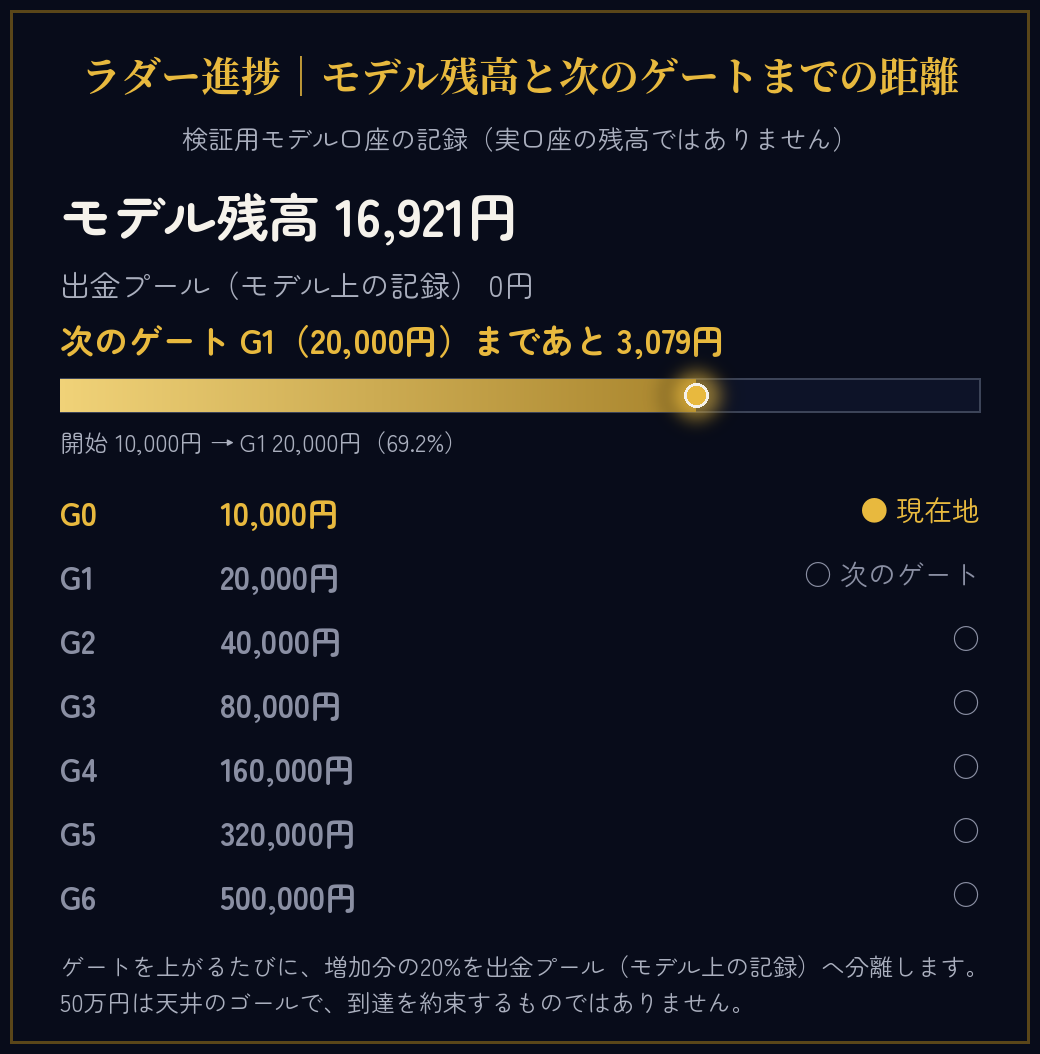 ラダー進捗｜モデル残高と次のゲートまでの距離
検証用モデル口座の記録（実口座の残高ではありません）
モデル残高 16,921円
出金プール（モデル上の記録） 0円
次のゲート G1（20,000円）まであと 3,079円
開始 10,000円 → G1 20,000円（69.2%）
G0 10,000円 ● 現在地
G1 20,000円 ○ 次のゲート
G2 40,000円 ○
G3 80,000円 ○
G4 160,000円 ○
G5 320,000円 ○
G6 500,000円 ○
ゲートを上がるたびに、増加分の20%を出金プール（モデル上の記録）へ分離します。
50万円は天井のゴールで、到達を約束するものではありません。